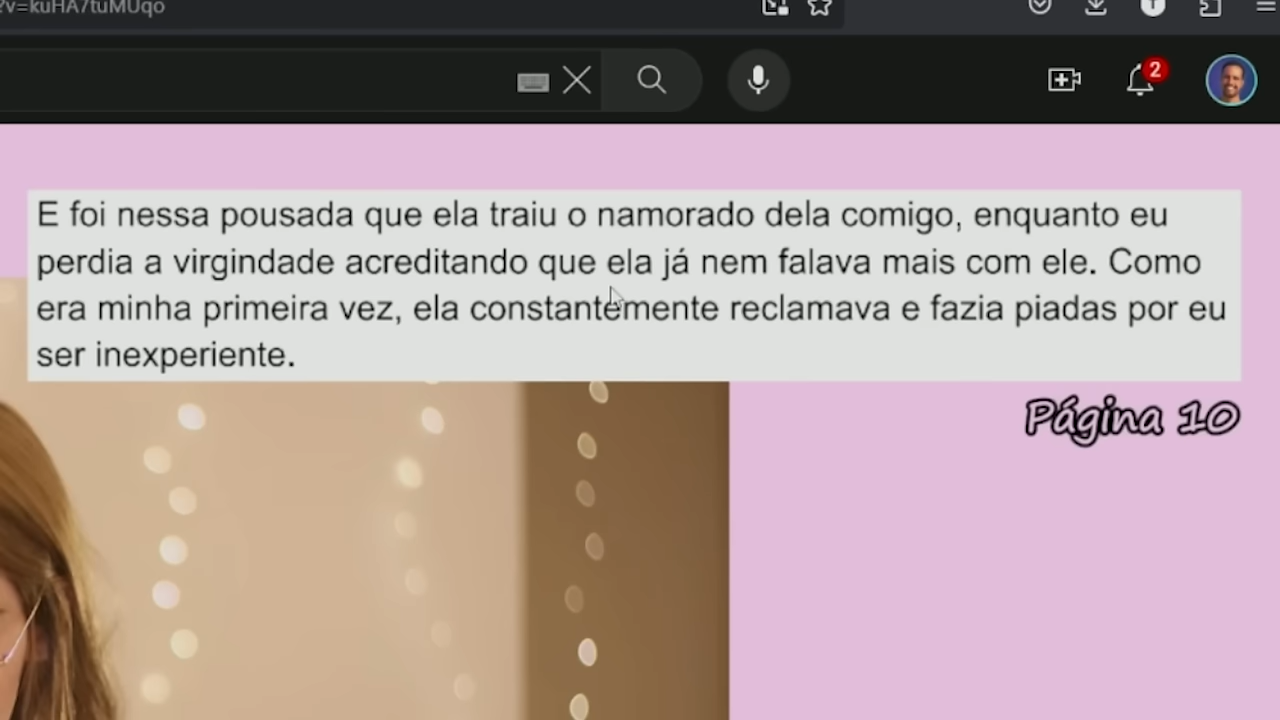 ?v=kuHA7tuMUqo
2
E foi nessa pousada que ela traiu o namorado dela comigo, enquanto eu
perdia a virgindade acreditando que ela já nem falava mais com ele. Como
era minha primeira vez, ela constantemente reclamava e fazia piadas por eu
ser inexperiente.
Página 10